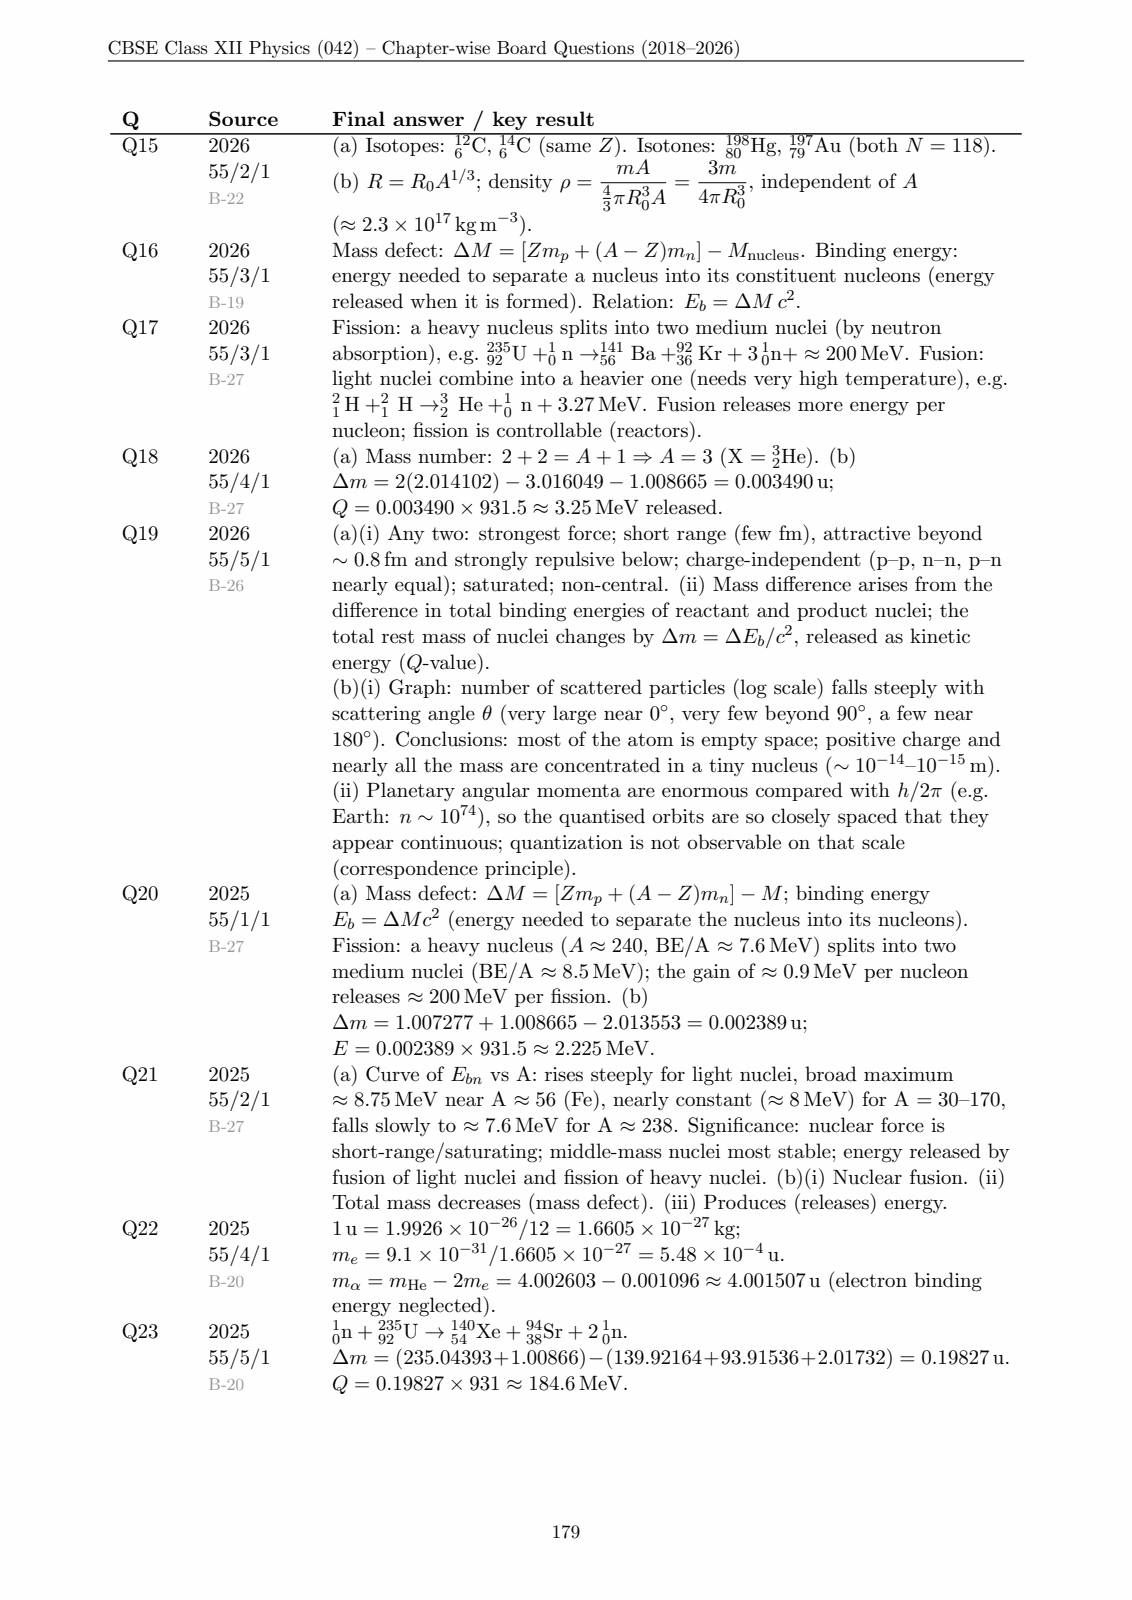 CBSE Class XII Physics (042) – Chapter-wise Board Questions (2018–2026)
Q Source Final answer / key result
Q15 2026 (a) Isotopes: ¹²₆C, ¹⁴₆C (same Z). Isotones: ¹⁹⁸₈₀Hg, ¹⁹⁷₇₉Au (both N = 118).
55/2/1 (b) R = R₀A^{1/3}; density ρ = mA / (4/3 πR₀³A) = 3m / (4πR₀³), independent of A
B-22
(≈ 2.3 × 10¹⁷ kg m⁻³).
Q16 2026 Mass defect: ΔM = [Zmₚ + (A − Z)mₙ] − M_nucleus. Binding energy:
55/3/1 energy needed to separate a nucleus into its constituent nucleons (energy
B-19 released when it is formed). Relation: E_b = ΔM c².
Q17 2026 Fission: a heavy nucleus splits into two medium nuclei (by neutron
55/3/1 absorption), e.g. ²³⁵₉₂U +¹₀ n →¹⁴¹₅₆ Ba +⁹²₃₆ Kr + 3 ¹₀n+ ≈ 200 MeV. Fusion:
B-27 light nuclei combine into a heavier one (needs very high temperature), e.g.
²₁ H +²₁ H →³₂ He +¹₀ n + 3.27 MeV. Fusion releases more energy per
nucleon; fission is controllable (reactors).
Q18 2026 (a) Mass number: 2 + 2 = A + 1 ⇒ A = 3 (X = ³₂He). (b)
55/4/1 Δm = 2(2.014102) − 3.016049 − 1.008665 = 0.003490 u;
B-27 Q = 0.003490 × 931.5 ≈ 3.25 MeV released.
Q19 2026 (a)(i) Any two: strongest force; short range (few fm), attractive beyond
55/5/1 ∼ 0.8 fm and strongly repulsive below; charge-independent (p–p, n–n, p–n
B-26 nearly equal); saturated; non-central. (ii) Mass difference arises from the
difference in total binding energies of reactant and product nuclei; the
total rest mass of nuclei changes by Δm = ΔE_b/c², released as kinetic
energy (Q-value).
(b)(i) Graph: number of scattered particles (log scale) falls steeply with
scattering angle θ (very large near 0°, very few beyond 90°, a few near
180°). Conclusions: most of the atom is empty space; positive charge and
nearly all the mass are concentrated in a tiny nucleus (∼ 10⁻¹⁴–10⁻¹⁵ m).
(ii) Planetary angular momenta are enormous compared with h/2π (e.g.
Earth: n ∼ 10⁷⁴), so the quantised orbits are so closely spaced that they
appear continuous; quantization is not observable on that scale
(correspondence principle).
Q20 2025 (a) Mass defect: ΔM = [Zmₚ + (A − Z)mₙ] − M; binding energy
55/1/1 E_b = ΔMc² (energy needed to separate the nucleus into its nucleons).
B-27 Fission: a heavy nucleus (A ≈ 240, BE/A ≈ 7.6 MeV) splits into two
medium nuclei (BE/A ≈ 8.5 MeV); the gain of ≈ 0.9 MeV per nucleon
releases ≈ 200 MeV per fission. (b)
Δm = 1.007277 + 1.008665 − 2.013553 = 0.002389 u;
E = 0.002389 × 931.5 ≈ 2.225 MeV.
Q21 2025 (a) Curve of E_bn vs A: rises steeply for light nuclei, broad maximum
55/2/1 ≈ 8.75 MeV near A ≈ 56 (Fe), nearly constant (≈ 8 MeV) for A = 30–170,
B-27 falls slowly to ≈ 7.6 MeV for A ≈ 238. Significance: nuclear force is
short-range/saturating; middle-mass nuclei most stable; energy released by
fusion of light nuclei and fission of heavy nuclei. (b)(i) Nuclear fusion. (ii)
Total mass decreases (mass defect). (iii) Produces (releases) energy.
Q22 2025 1 u = 1.9926 × 10⁻²⁶/12 = 1.6605 × 10⁻²⁷ kg;
55/4/1 mₑ = 9.1 × 10⁻³¹/1.6605 × 10⁻²⁷ = 5.48 × 10⁻⁴ u.
B-20 m_α = m_He − 2mₑ = 4.002603 − 0.001096 ≈ 4.001507 u (electron binding
energy neglected).
Q23 2025 ¹₀n + ²³⁵₉₂U → ¹⁴⁰₅₄Xe + ⁹⁴₃₈Sr + 2 ¹₀n.
55/5/1 Δm = (235.04393+1.00866)−(139.92164+93.91536+2.01732) = 0.19827 u.
B-20 Q = 0.19827 × 931 ≈ 184.6 MeV.
179